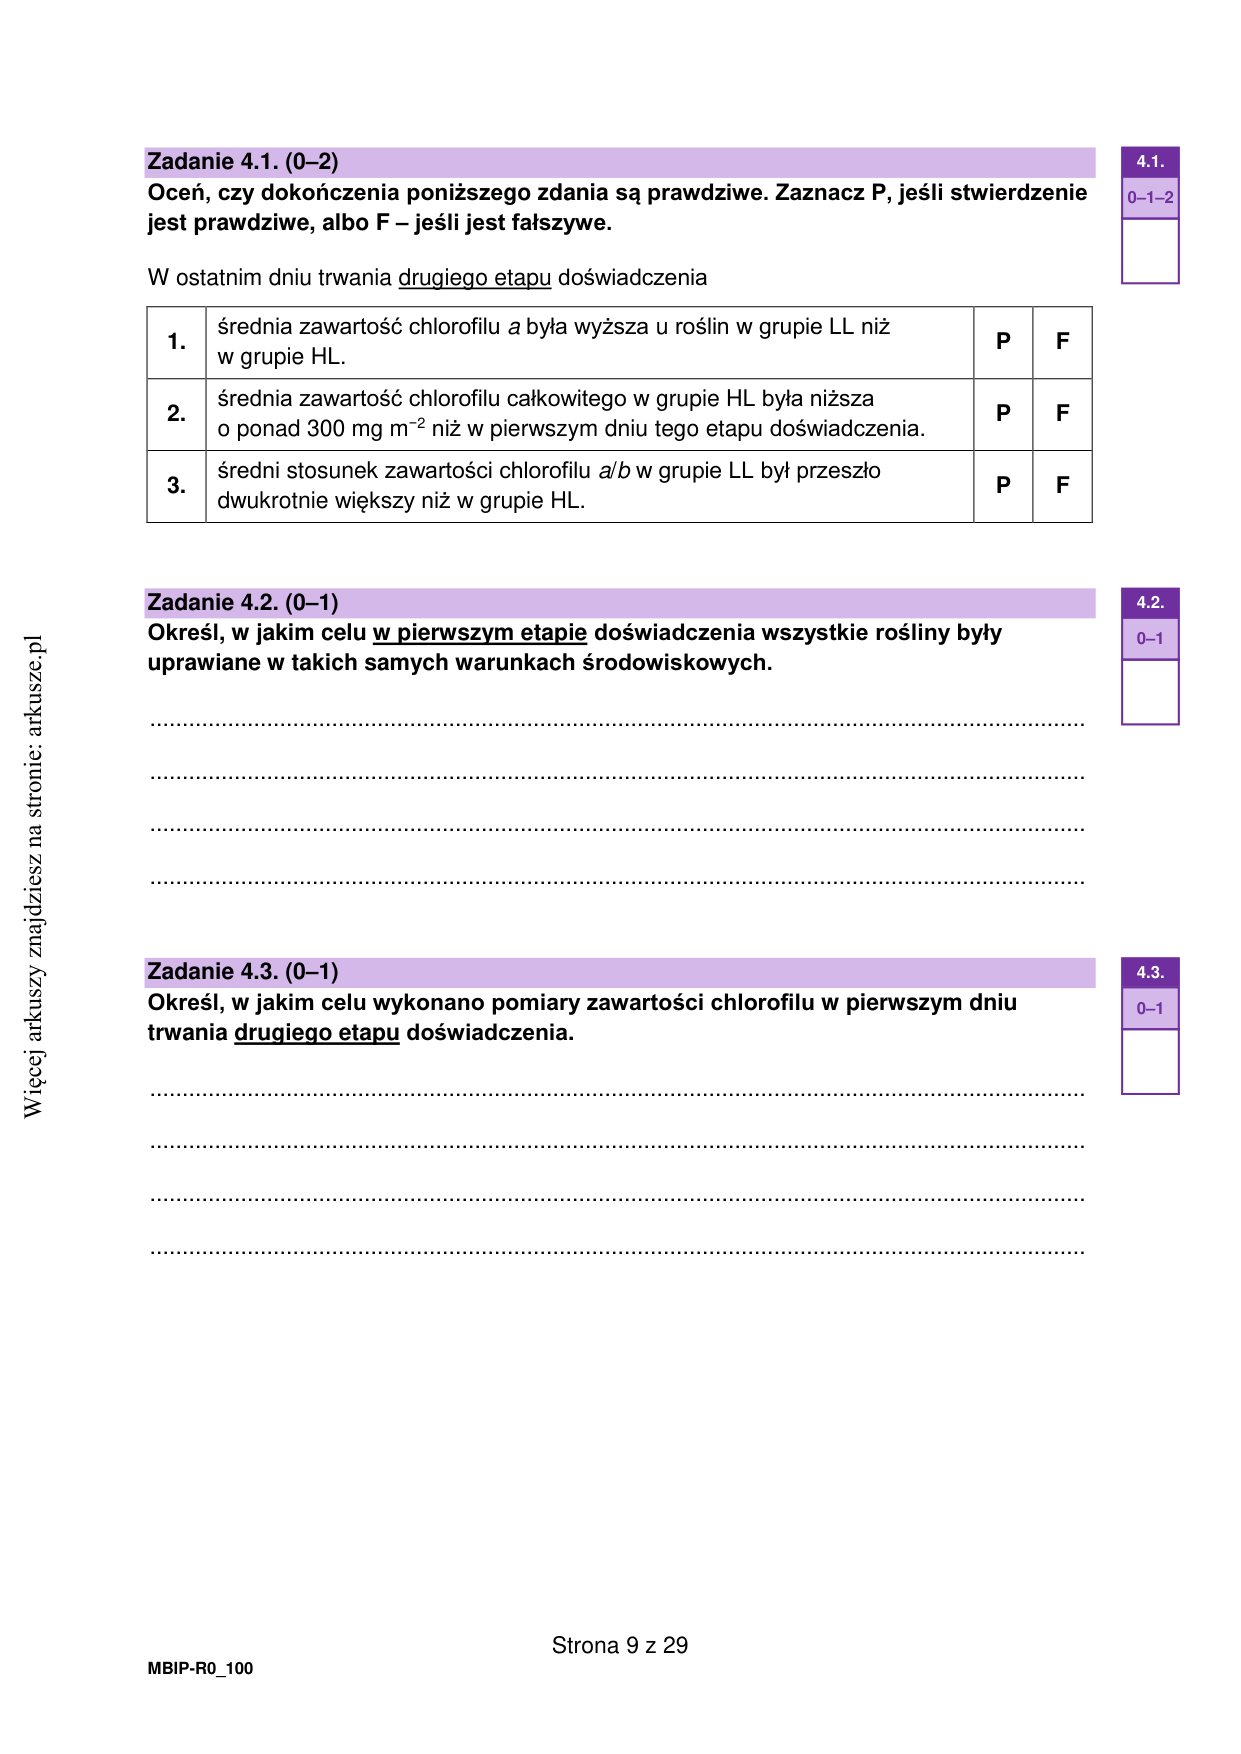 Zadanie 4.1. (0–2)
Oceń, czy dokończenia poniższego zdania są prawdziwe. Zaznacz P, jeśli stwierdzenie
jest prawdziwe, albo F – jeśli jest fałszywe.
4.1.
0–1–2
W ostatnim dniu trwania drugiego etapu doświadczenia
1. średnia zawartość chlorofilu a była wyższa u roślin w grupie LL niż
w grupie HL. P F
2. średnia zawartość chlorofilu całkowitego w grupie HL była niższa
o ponad 300 mg m⁻² niż w pierwszym dniu tego etapu doświadczenia. P F
3. średni stosunek zawartości chlorofilu a/b w grupie LL był przeszło
dwukrotnie większy niż w grupie HL. P F
Zadanie 4.2. (0–1)
Określ, w jakim celu w pierwszym etapie doświadczenia wszystkie rośliny były
uprawiane w takich samych warunkach środowiskowych.
4.2.
0–1
Zadanie 4.3. (0–1)
Określ, w jakim celu wykonano pomiary zawartości chlorofilu w pierwszym dniu
trwania drugiego etapu doświadczenia.
4.3.
0–1
Więcej arkuszy znajdziesz na stronie: arkusze.pl
Strona 9 z 29
MBIP-R0_100